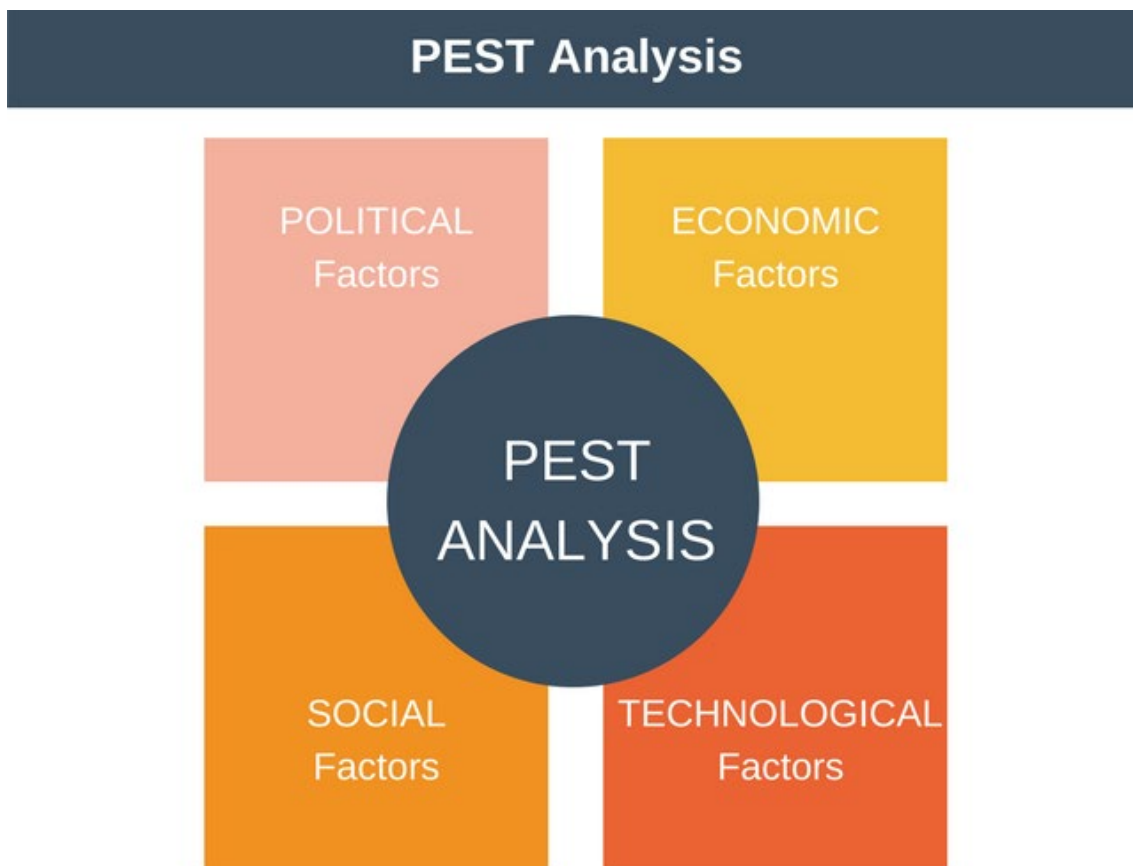 PEST Analysis
POLITICAL
Factors
ECONOMIC
Factors
PEST
ANALYSIS
SOCIAL
Factors
TECHNOLOGICAL
Factors